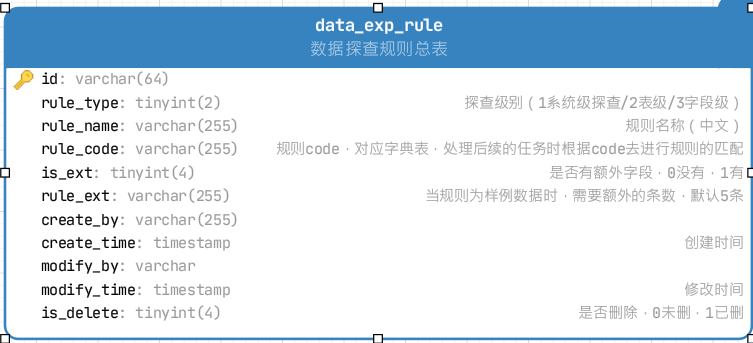 data_exp_rule
数据探查规则总表
id: varchar(64)
rule_type: tinyint(2) 探查级别（1系统级探查/2表级/3字段级）
rule_name: varchar(255) 规则名称（中文）
rule_code: varchar(255) 规则code，对应字典表，处理后续的任务时根据code去进行规则的匹配
is_ext: tinyint(4) 是否有额外字段，0没有，1有
rule_ext: varchar(255) 当规则为样例数据时，需要额外的条数，默认5条
create_by: varchar(255)
create_time: timestamp 创建时间
modify_by: varchar
modify_time: timestamp 修改时间
is_delete: tinyint(4) 是否删除，0未删，1已删